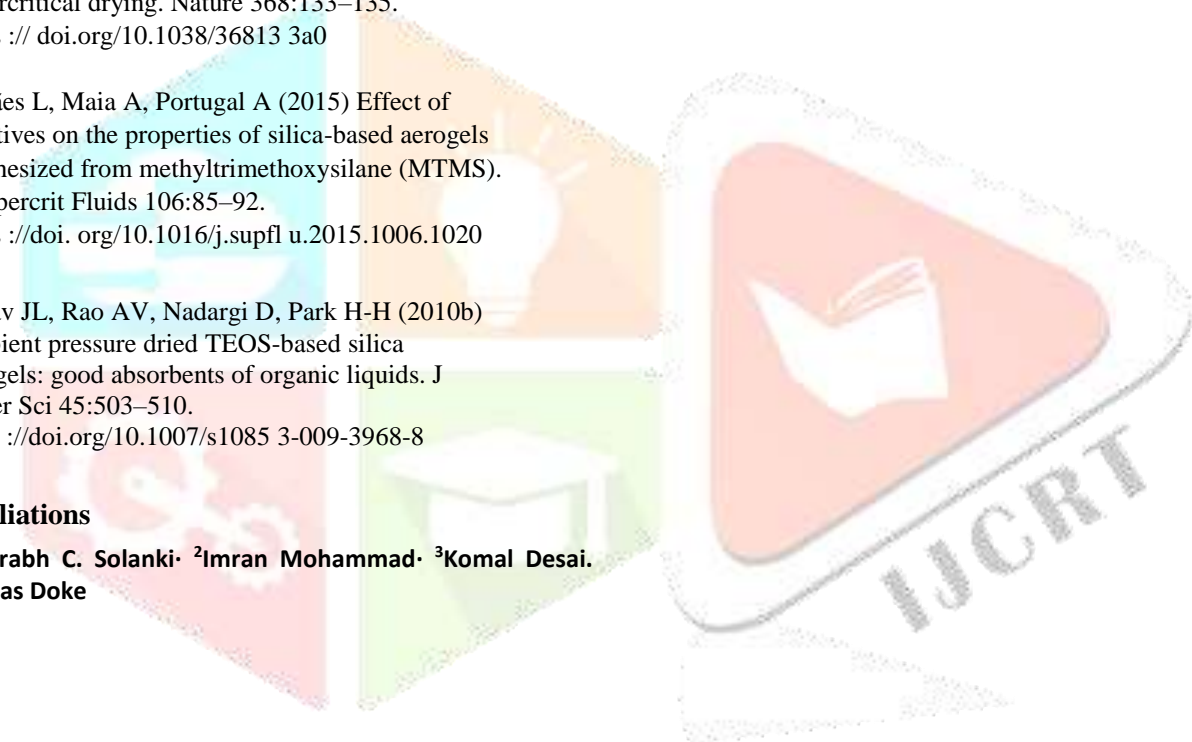 rcritical drying. Nature 368:133–135.
:// doi.org/10.1038/36813 3a0
es L, Maia A, Portugal A (2015) Effect of
tives on the properties of silica-based aerogels
nesized from methyltrimethoxysilane (MTMS).
percrit Fluids 106:85–92.
://doi. org/10.1016/j.supfl u.2015.1006.1020
v JL, Rao AV, Nadargi D, Park H-H (2010b)
ient pressure dried TEOS-based silica
gels: good absorbents of organic liquids. J
er Sci 45:503–510.
://doi.org/10.1007/s1085 3-009-3968-8
liations
rabh C. Solanki· ²Imran Mohammad· ³Komal Desai.
as Doke
IJCRT